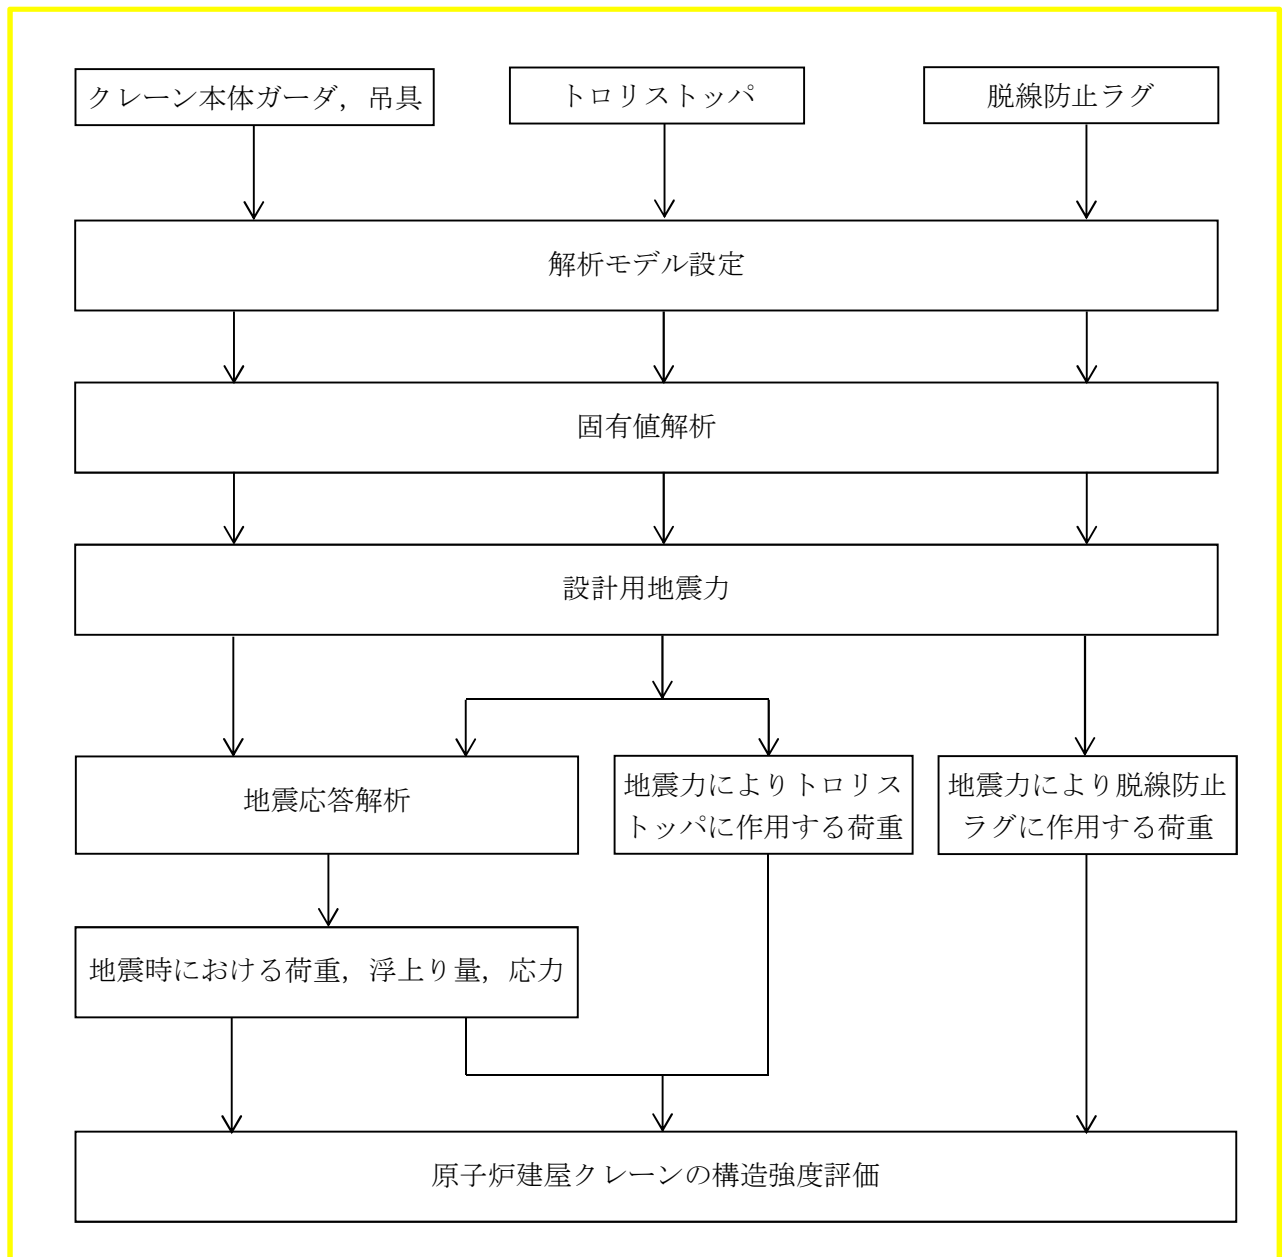 クレーン本体ガーダ，吊具
トロリストッパ
脱線防止ラグ
解析モデル設定
固有値解析
設計用地震力
地震応答解析
地震力によりトロリス
トッパに作用する荷重
地震力により脱線防止
ラグに作用する荷重
地震時における荷重，浮上り量，応力
原子炉建屋クレーンの構造強度評価